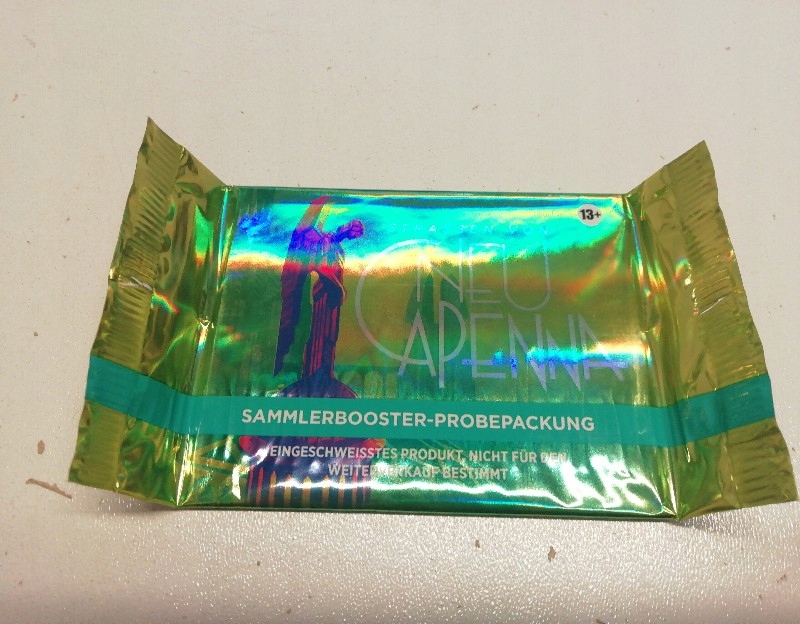 13+
NEU
CAPENNA
SAMMLERBOOSTER-PROBEPACKUNG
EINGESCHWEISSTES PRODUKT, NICHT FÜR DEN
WEITERVERKAUF BESTIMMT